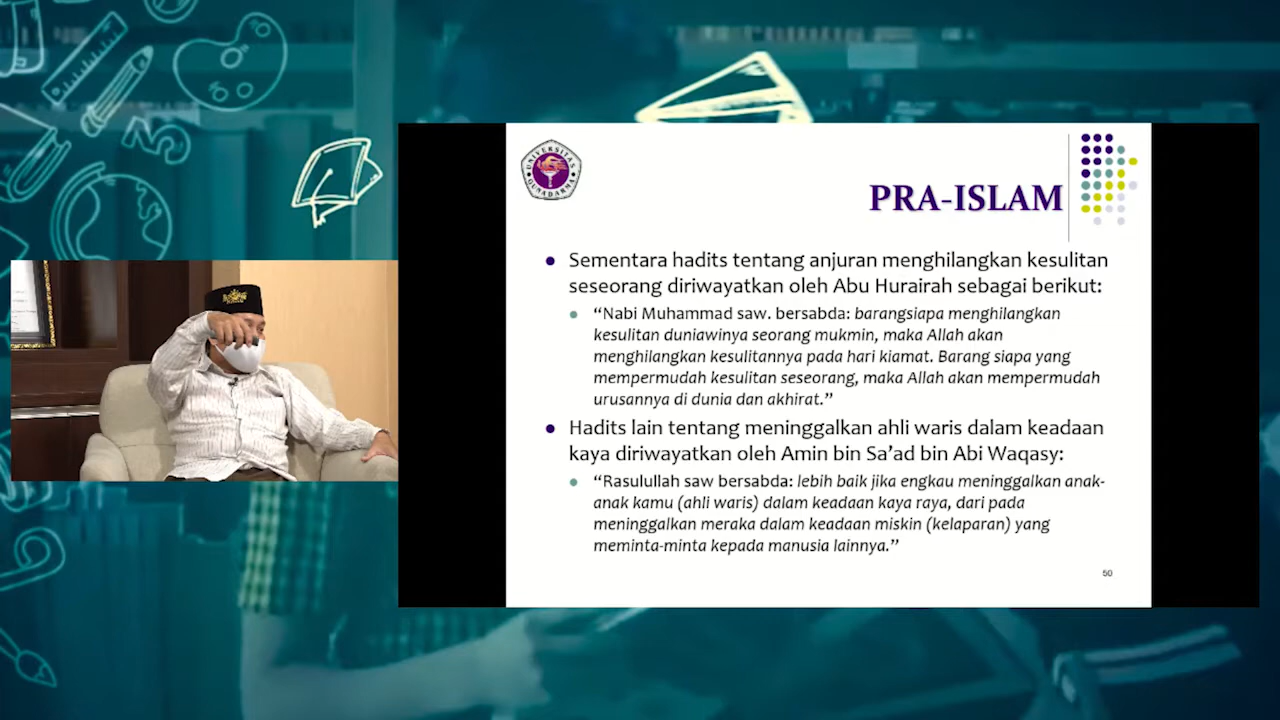 UNIVERSITAS
GUNADARMA
PRA-ISLAM
Sementara hadits tentang anjuran menghilangkan kesulitan
seseorang diriwayatkan oleh Abu Hurairah sebagai berikut:
“Nabi Muhammad saw. bersabda: barangsiapa menghilangkan
kesulitan duniawinya seorang mukmin, maka Allah akan
menghilangkan kesulitannya pada hari kiamat. Barang siapa yang
mempermudah kesulitan seseorang, maka Allah akan mempermudah
urusannya di dunia dan akhirat.”
Hadits lain tentang meninggalkan ahli waris dalam keadaan
kaya diriwayatkan oleh Amin bin Sa’ad bin Abi Waqasy:
“Rasulullah saw bersabda: lebih baik jika engkau meninggalkan anak-
anak kamu (ahli waris) dalam keadaan kaya raya, dari pada
meninggalkan meraka dalam keadaan miskin (kelaparan) yang
meminta-minta kepada manusia lainnya.”
50